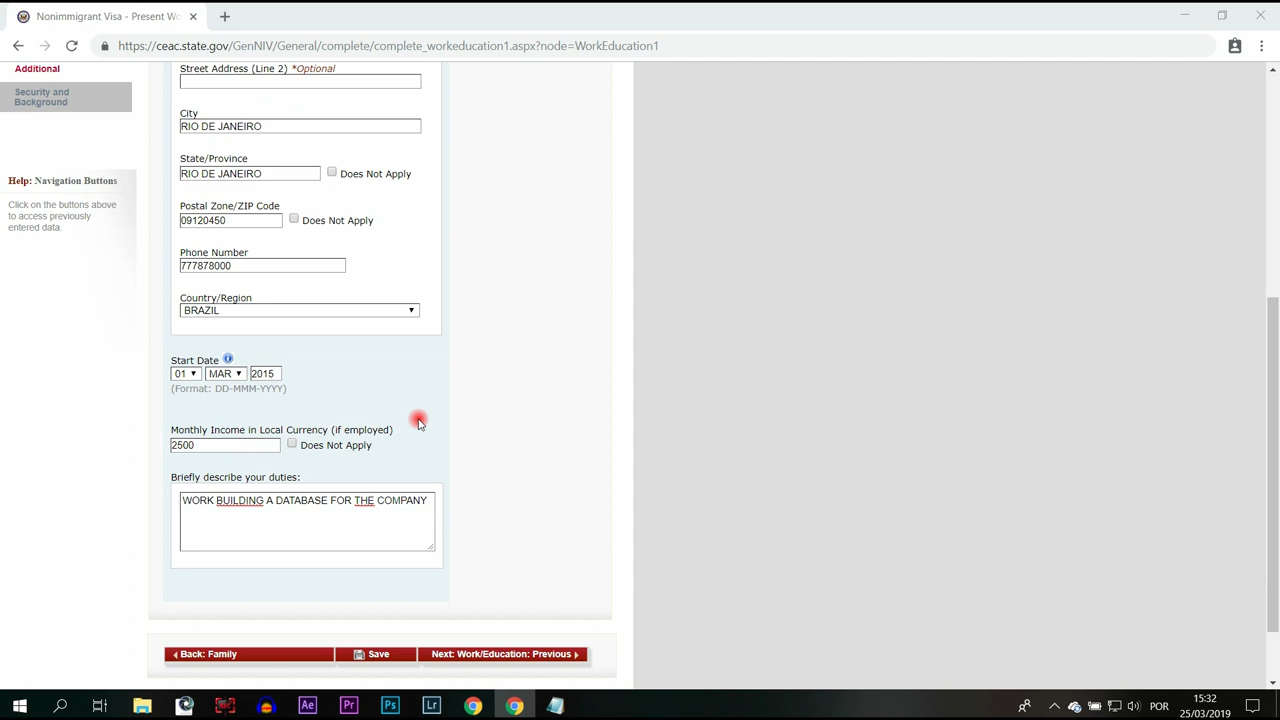 Nonimmigrant Visa - Present Wo
https://ceac.state.gov/GenNIV/General/complete/complete_workeducation1.aspx?node=WorkEducation1
Additional
Security and
Background
Help: Navigation Buttons
Click on the buttons above
to access previously
entered data.
Street Address (Line 2) *Optional
City
RIO DE JANEIRO
State/Province
RIO DE JANEIRO
Does Not Apply
Postal Zone/ZIP Code
09120450
Does Not Apply
Phone Number
777878000
Country/Region
BRAZIL
Start Date
01 MAR 2015
(Format: DD-MMM-YYYY)
Monthly Income in Local Currency (if employed)
2500
Does Not Apply
Briefly describe your duties:
WORK BUILDING A DATABASE FOR THE COMPANY
Back: Family
Save
Next: Work/Education: Previous
Ae
Pr
Ps
Lr
POR
15:32
25/03/2019